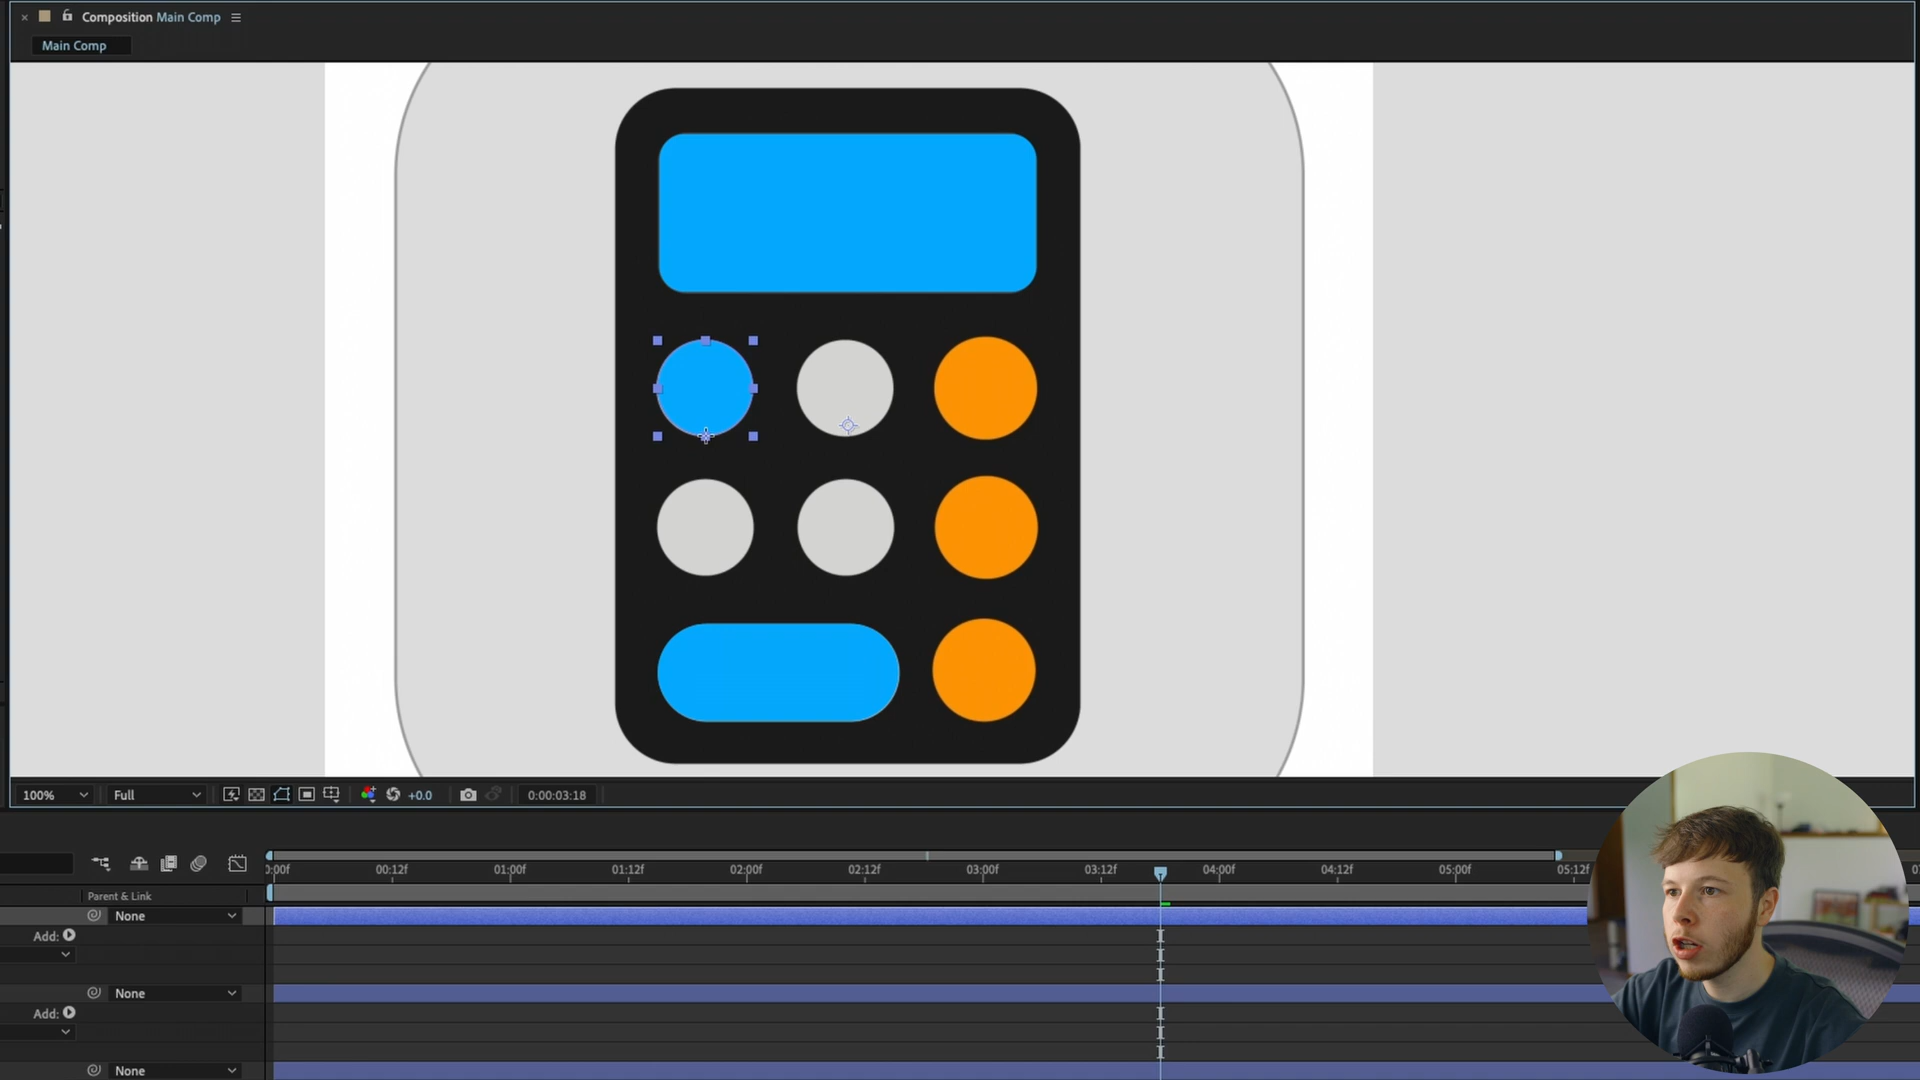 Composition Main Comp
Main Comp
100%
Full
+0.0
0:00:03:18
0:00f
00:12f
01:00f
01:12f
02:00f
02:12f
03:00f
03:12f
04:00f
04:12f
05:00f
05:12f
Parent & Link
None
Add:
None
Add:
None